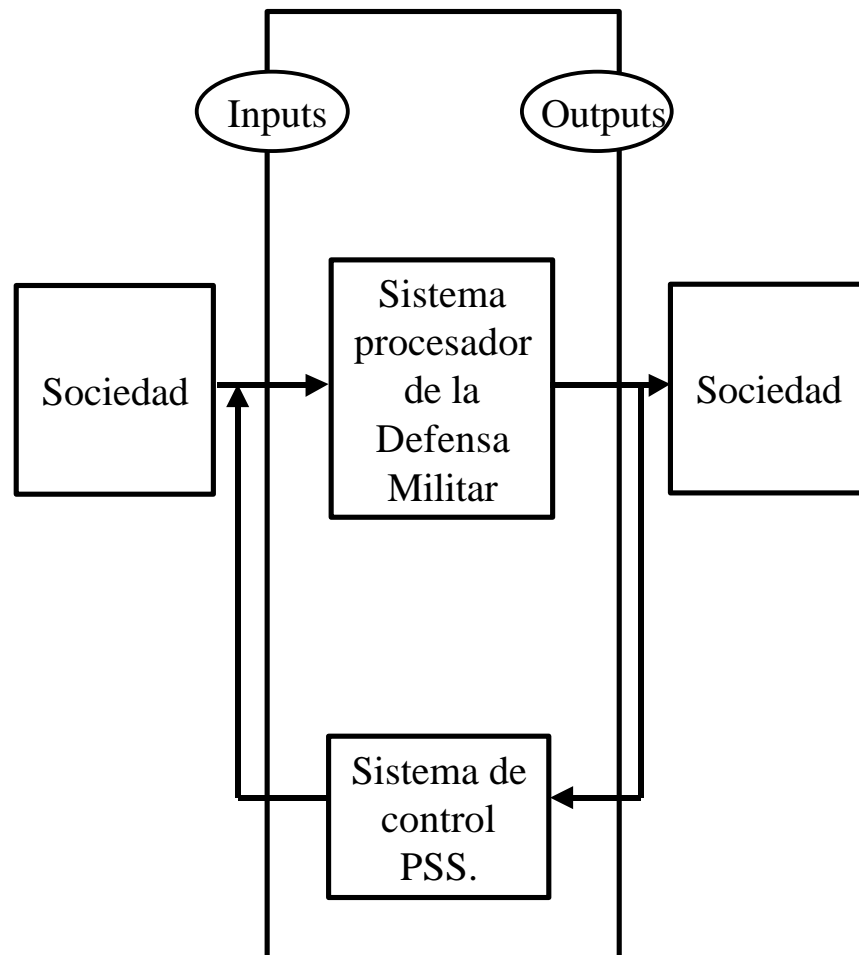 Inputs
Outputs
Sociedad
Sistema
procesador
de la
Defensa
Militar
Sociedad
Sistema de
control
PSS.